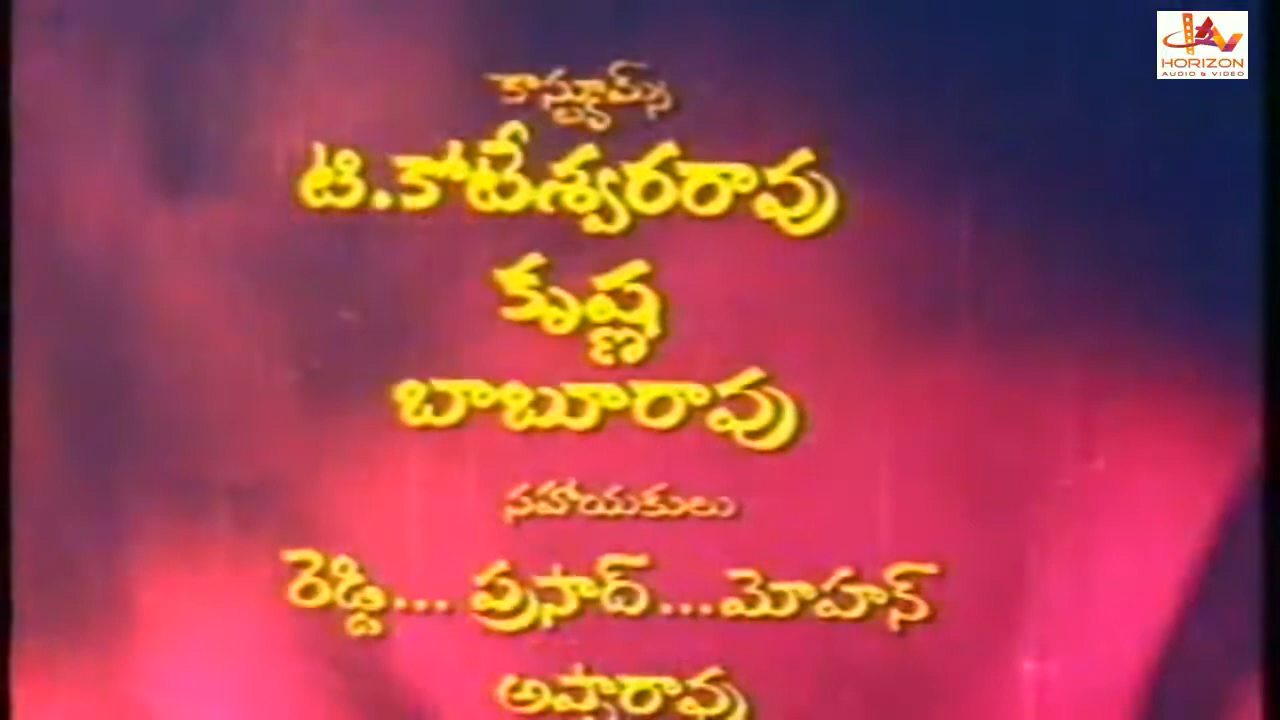 HORIZON
AUDIO & VIDEO
కాస్ట్యూమ్స్
టి.కోటేశ్వరరావు
కృష్ణ
బాబూరావు
సహాయకులు
రెడ్డి... ప్రసాద్...మోహన్
అప్పారావు